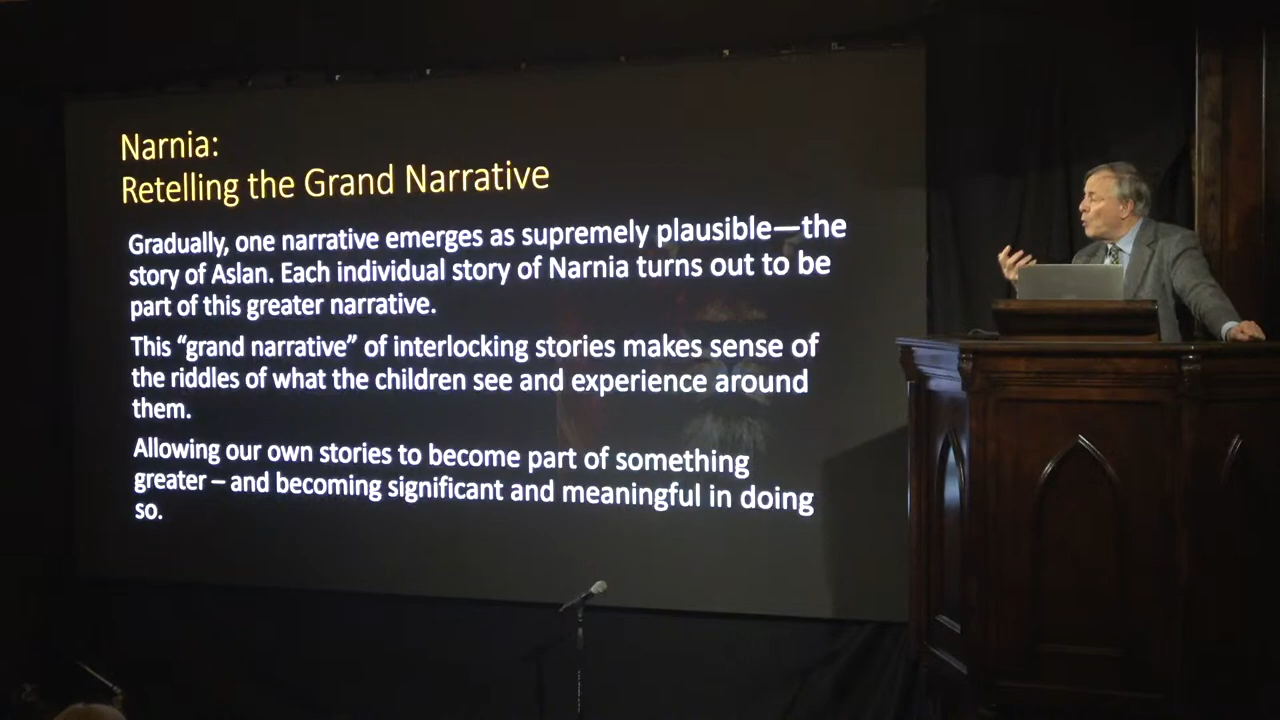 Narnia:
Retelling the Grand Narrative
Gradually, one narrative emerges as supremely plausible—the
story of Aslan. Each individual story of Narnia turns out to be
part of this greater narrative.
This “grand narrative” of interlocking stories makes sense of
the riddles of what the children see and experience around
them.
Allowing our own stories to become part of something
greater – and becoming significant and meaningful in doing
so.